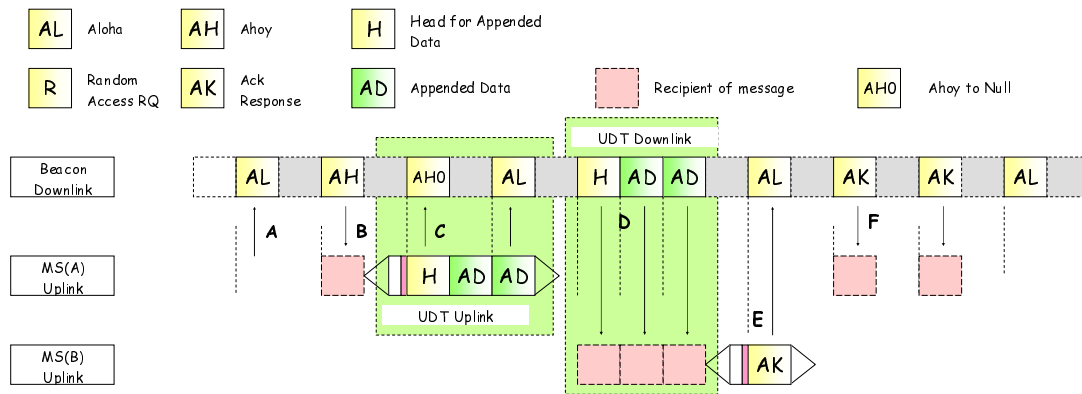 AL Aloha
AH Ahoy
H Head for Appended
Data
R Random
Access RQ
AK Ack
Response
AD Appended Data
Recipient of message
AH0 Ahoy to Null
UDT Downlink
Beacon
Downlink
AL AH AH0 AL H AD AD AL AK AK AL
A B C D F
MS(A)
Uplink
H AD AD
UDT Uplink
E
MS(B)
Uplink
AK